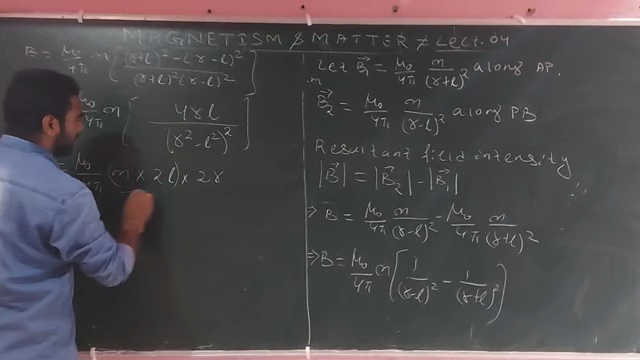 MAGNETISM & MATTER ≠ Lect. 04
B = μ₀/4π m [ (r+l)² - (r-l)² / (r+l)² (r-l)² ]
μ₀/4π m [ 4rl / (r² - l²)² ]
= μ₀/4π (m × 2l) × 2r
Let B⃗₁ = μ₀/4π m/(r+l)² along AP.
B⃗₂ = μ₀/4π m/(r-l)² along PB
Resultant field intensity
|B⃗| = |B⃗₂| - |B⃗₁|
⇒ B = μ₀/4π m/(r-l)² - μ₀/4π m/(r+l)²
⇒ B = μ₀/4π m [ 1/(r-l)² - 1/(r+l)² ]